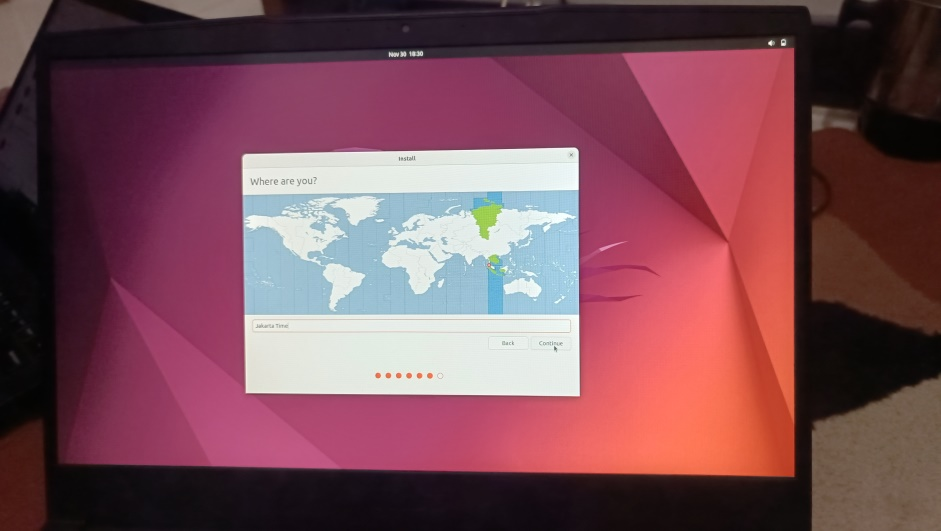 Nov 30 18:30
Install
Where are you?
Jakarta Time
Back
Continue